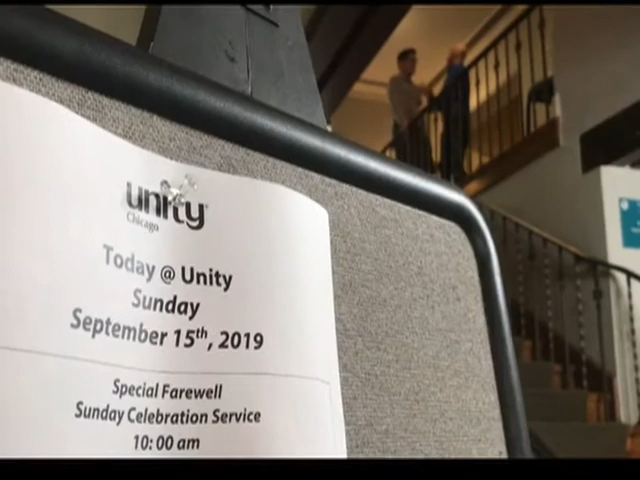 unity
Chicago
Today @ Unity
Sunday
September 15th, 2019
Special Farewell
Sunday Celebration Service
10: 00 am